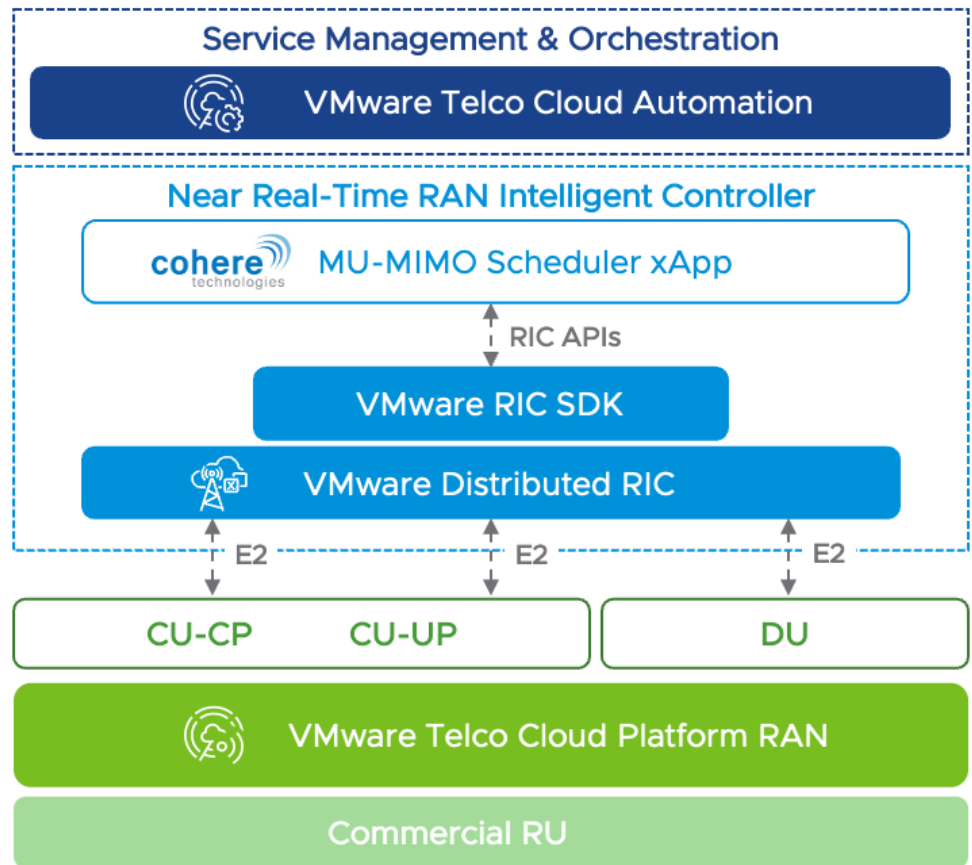 Service Management & Orchestration
VMware Telco Cloud Automation
Near Real-Time RAN Intelligent Controller
cohere technologies MU-MIMO Scheduler xApp
RIC APIs
VMware RIC SDK
X VMware Distributed RIC
E2 E2 E2
CU-CP CU-UP DU
VMware Telco Cloud Platform RAN
Commercial RU